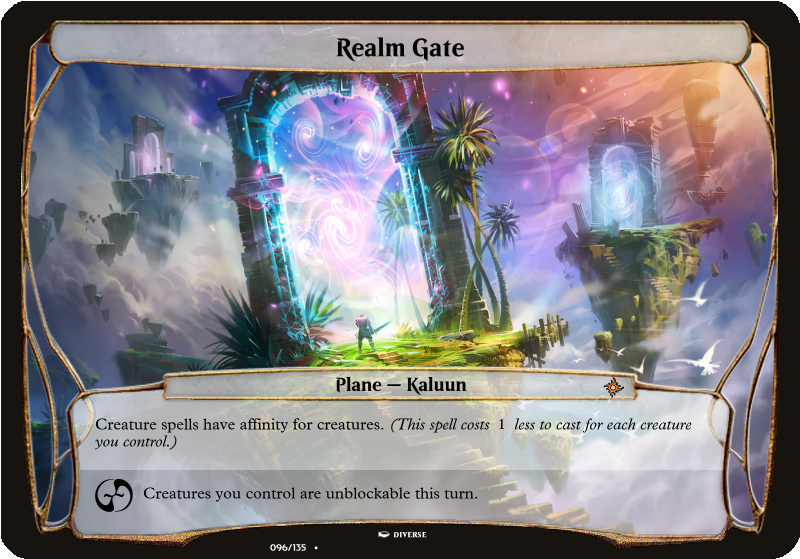 Realm Gate
Plane — Kaluun
Creature spells have affinity for creatures. (This spell costs 1 less to cast for each creature
you control.)
Creatures you control are unblockable this turn.
DIVERSE
096/135 •